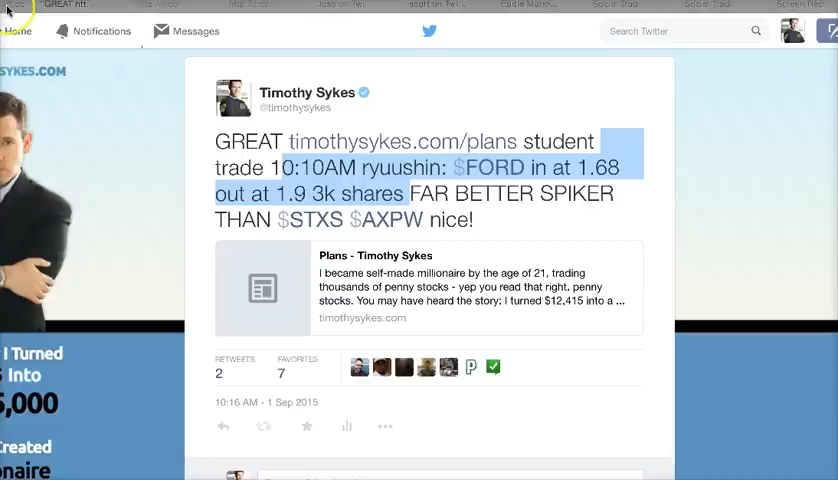 "GREAT htt.
Home
Notifications
Messages
Search Twitter
SYKES.COM
Timothy Sykes
@timothysykes
GREAT timothysykes.com/plans student
trade 10:10AM ryuushin: $FORD in at 1.68
out at 1.9 3k shares FAR BETTER SPIKER
THAN $STXS $AXPW nice!
Plans - Timothy Sykes
I became self-made millionaire by the age of 21, trading
thousands of penny stocks - yep you read that right. penny
stocks. You may have heard the story: I turned $12,415 into a ...
timothysykes.com
RETWEETS
2
FAVORITES
7
10:16 AM - 1 Sep 2015
I Turned
Into
5,000
Created
onaire